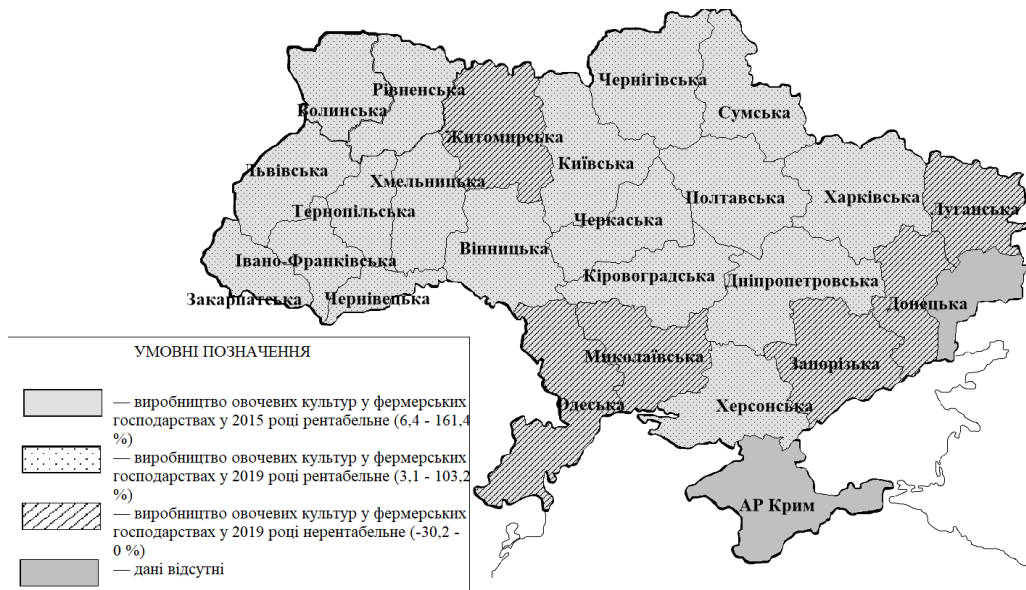 Чернігівська
Рівненська
Волинська
Сумська
Житомирська
Київська
Львівська
Хмельницька
Полтавська
Харківська
Луганська
Тернопільська
Черкаська
Вінницька
Івано-Франківська
Кіровоградська
Дніпропетровська
Закарпатська
Чернівецька
Донецька
Миколаївська
Запорізька
Одеська
Херсонська
АР Крим
УМОВНІ ПОЗНАЧЕННЯ
— виробництво овочевих культур у фермерських
господарствах у 2015 році рентабельне (6,4 - 161,4
%)
— виробництво овочевих культур у фермерських
господарствах у 2019 році рентабельне (3,1 - 103,2
%)
— виробництво овочевих культур у фермерських
господарствах у 2019 році нерентабельне (-30,2 -
0 %)
— дані відсутні